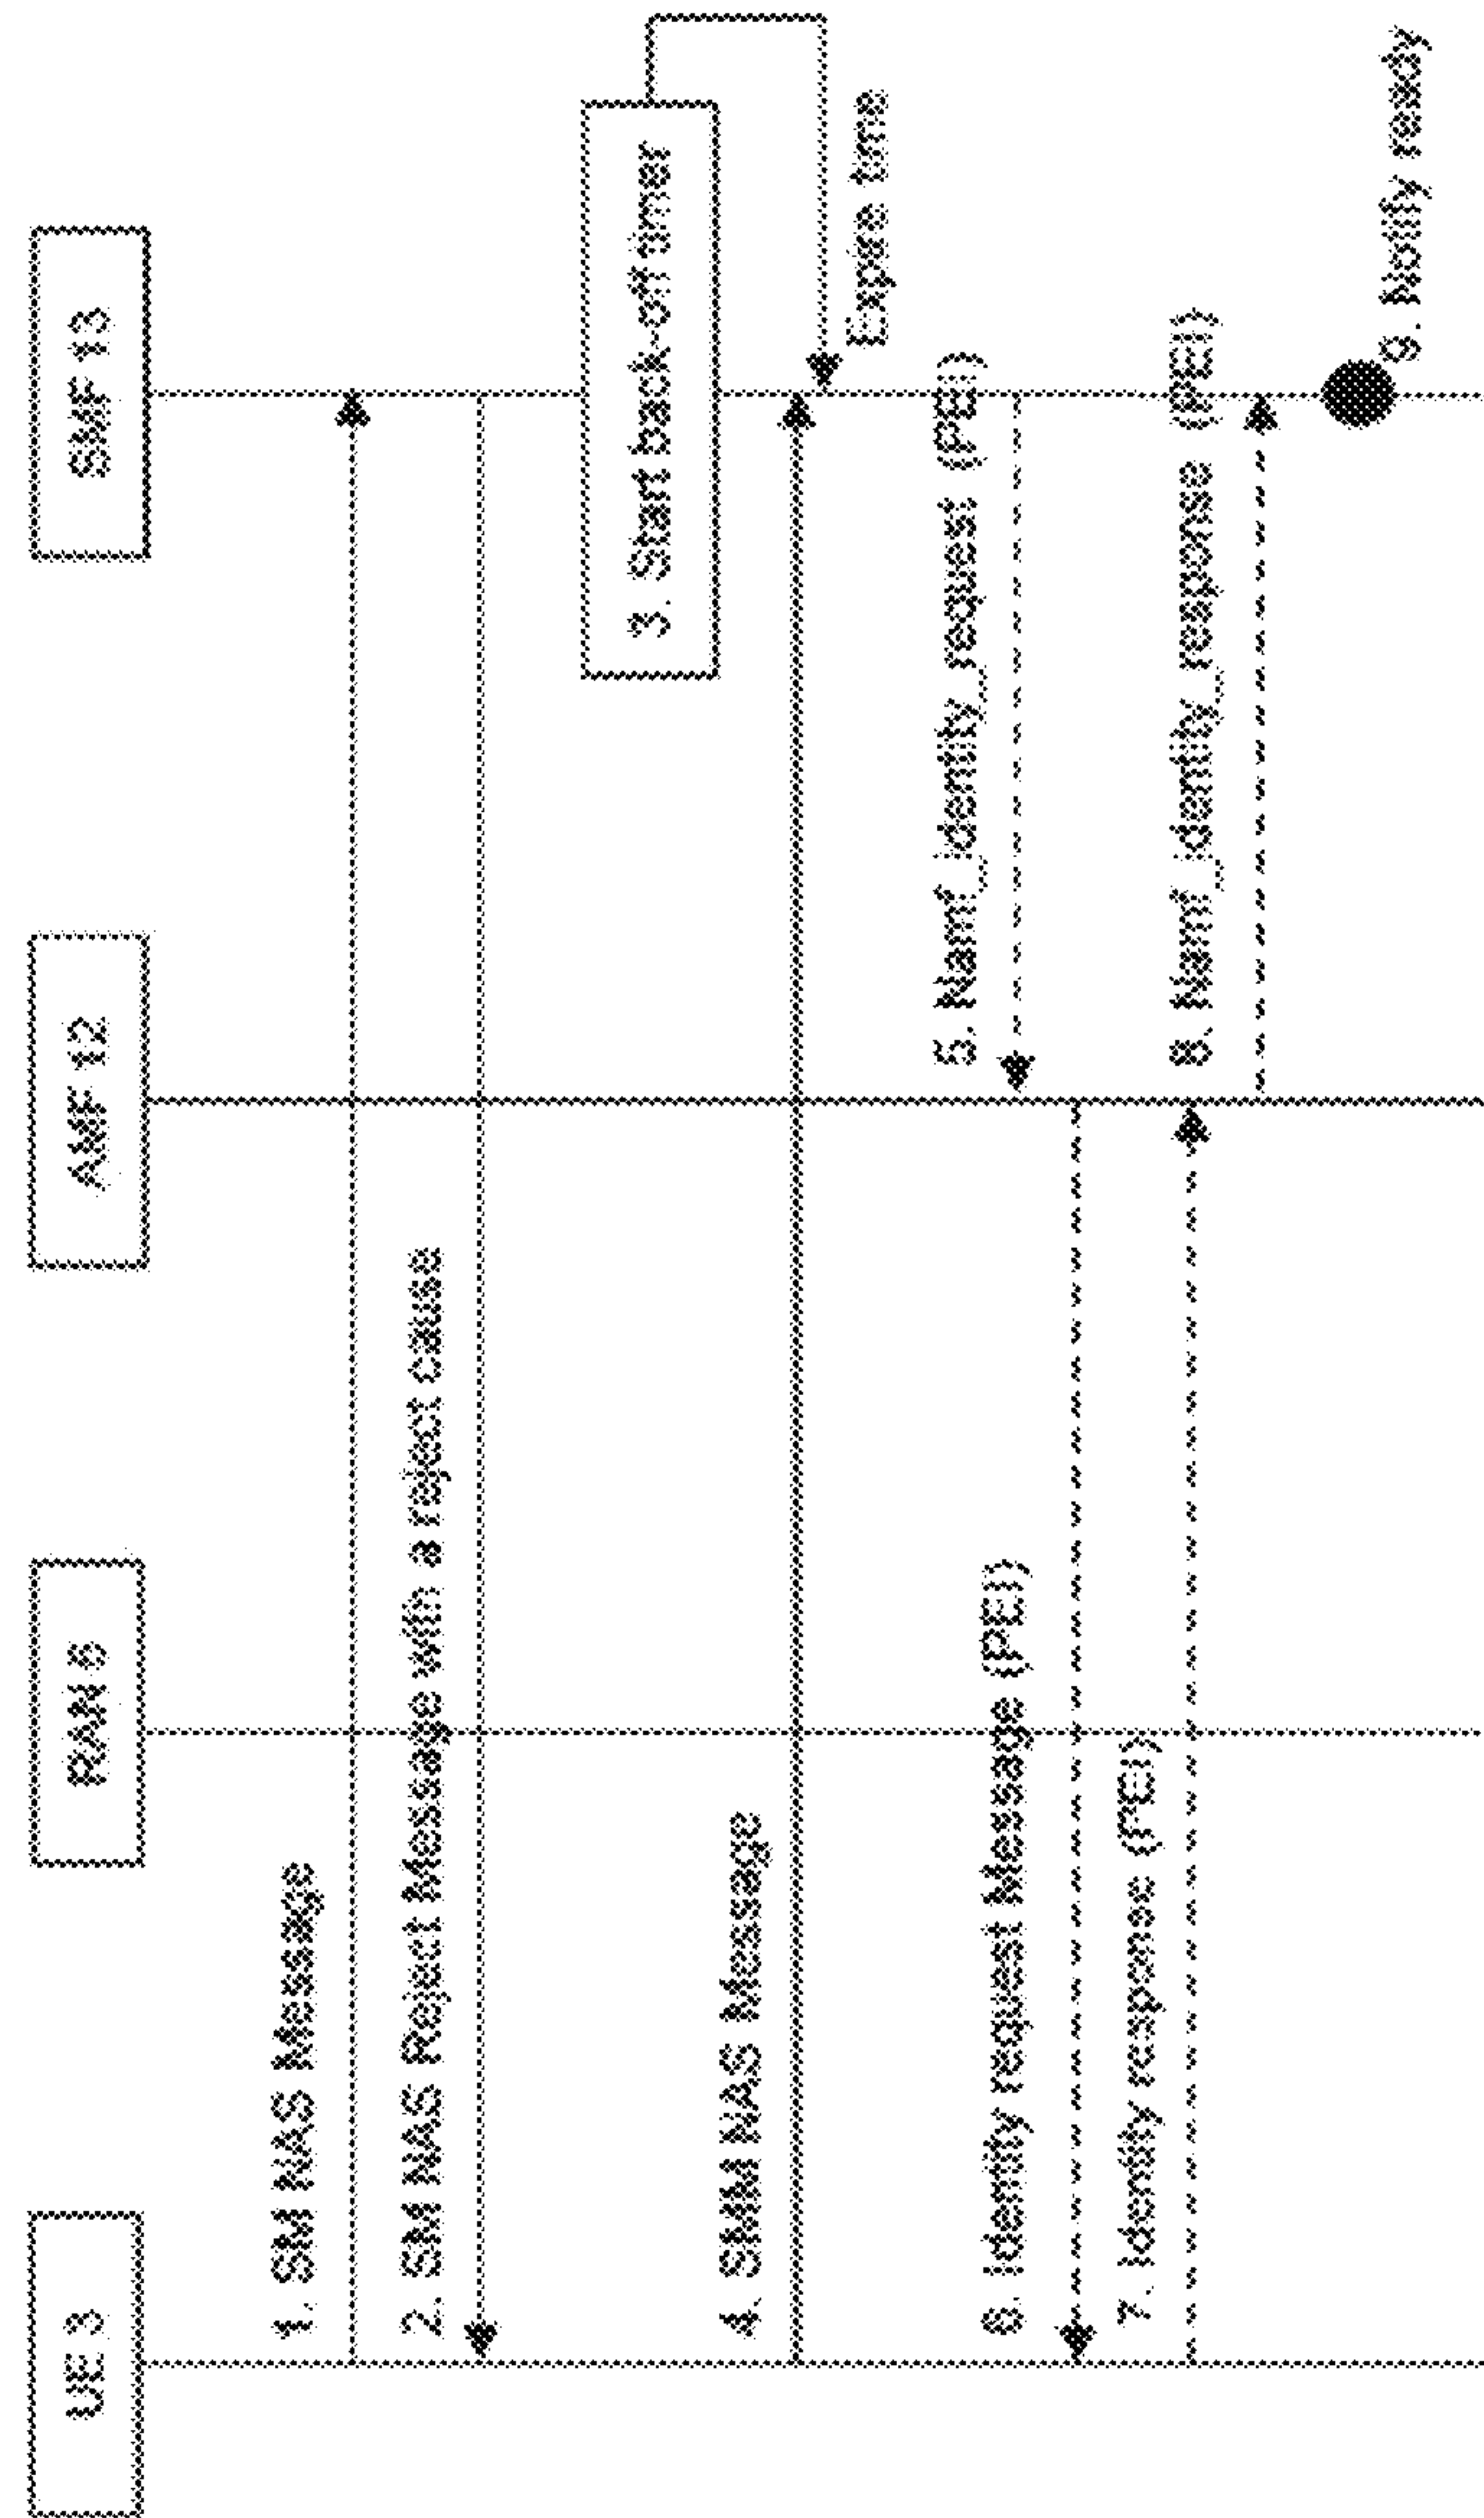 UE 3
RAN 5
AMF 12
SMF 13
1. SM NAS Message
2. SM NAS Reject Message with a reject cause
3. Start back-off timer
4. SMM NAS Message
Expire time
5. Namf_identity_request (PEI)
6. Identity request Message (PEI)
7. Identity response (PEI)
8. Namf_identity_response (PEI)
9. Notify ready